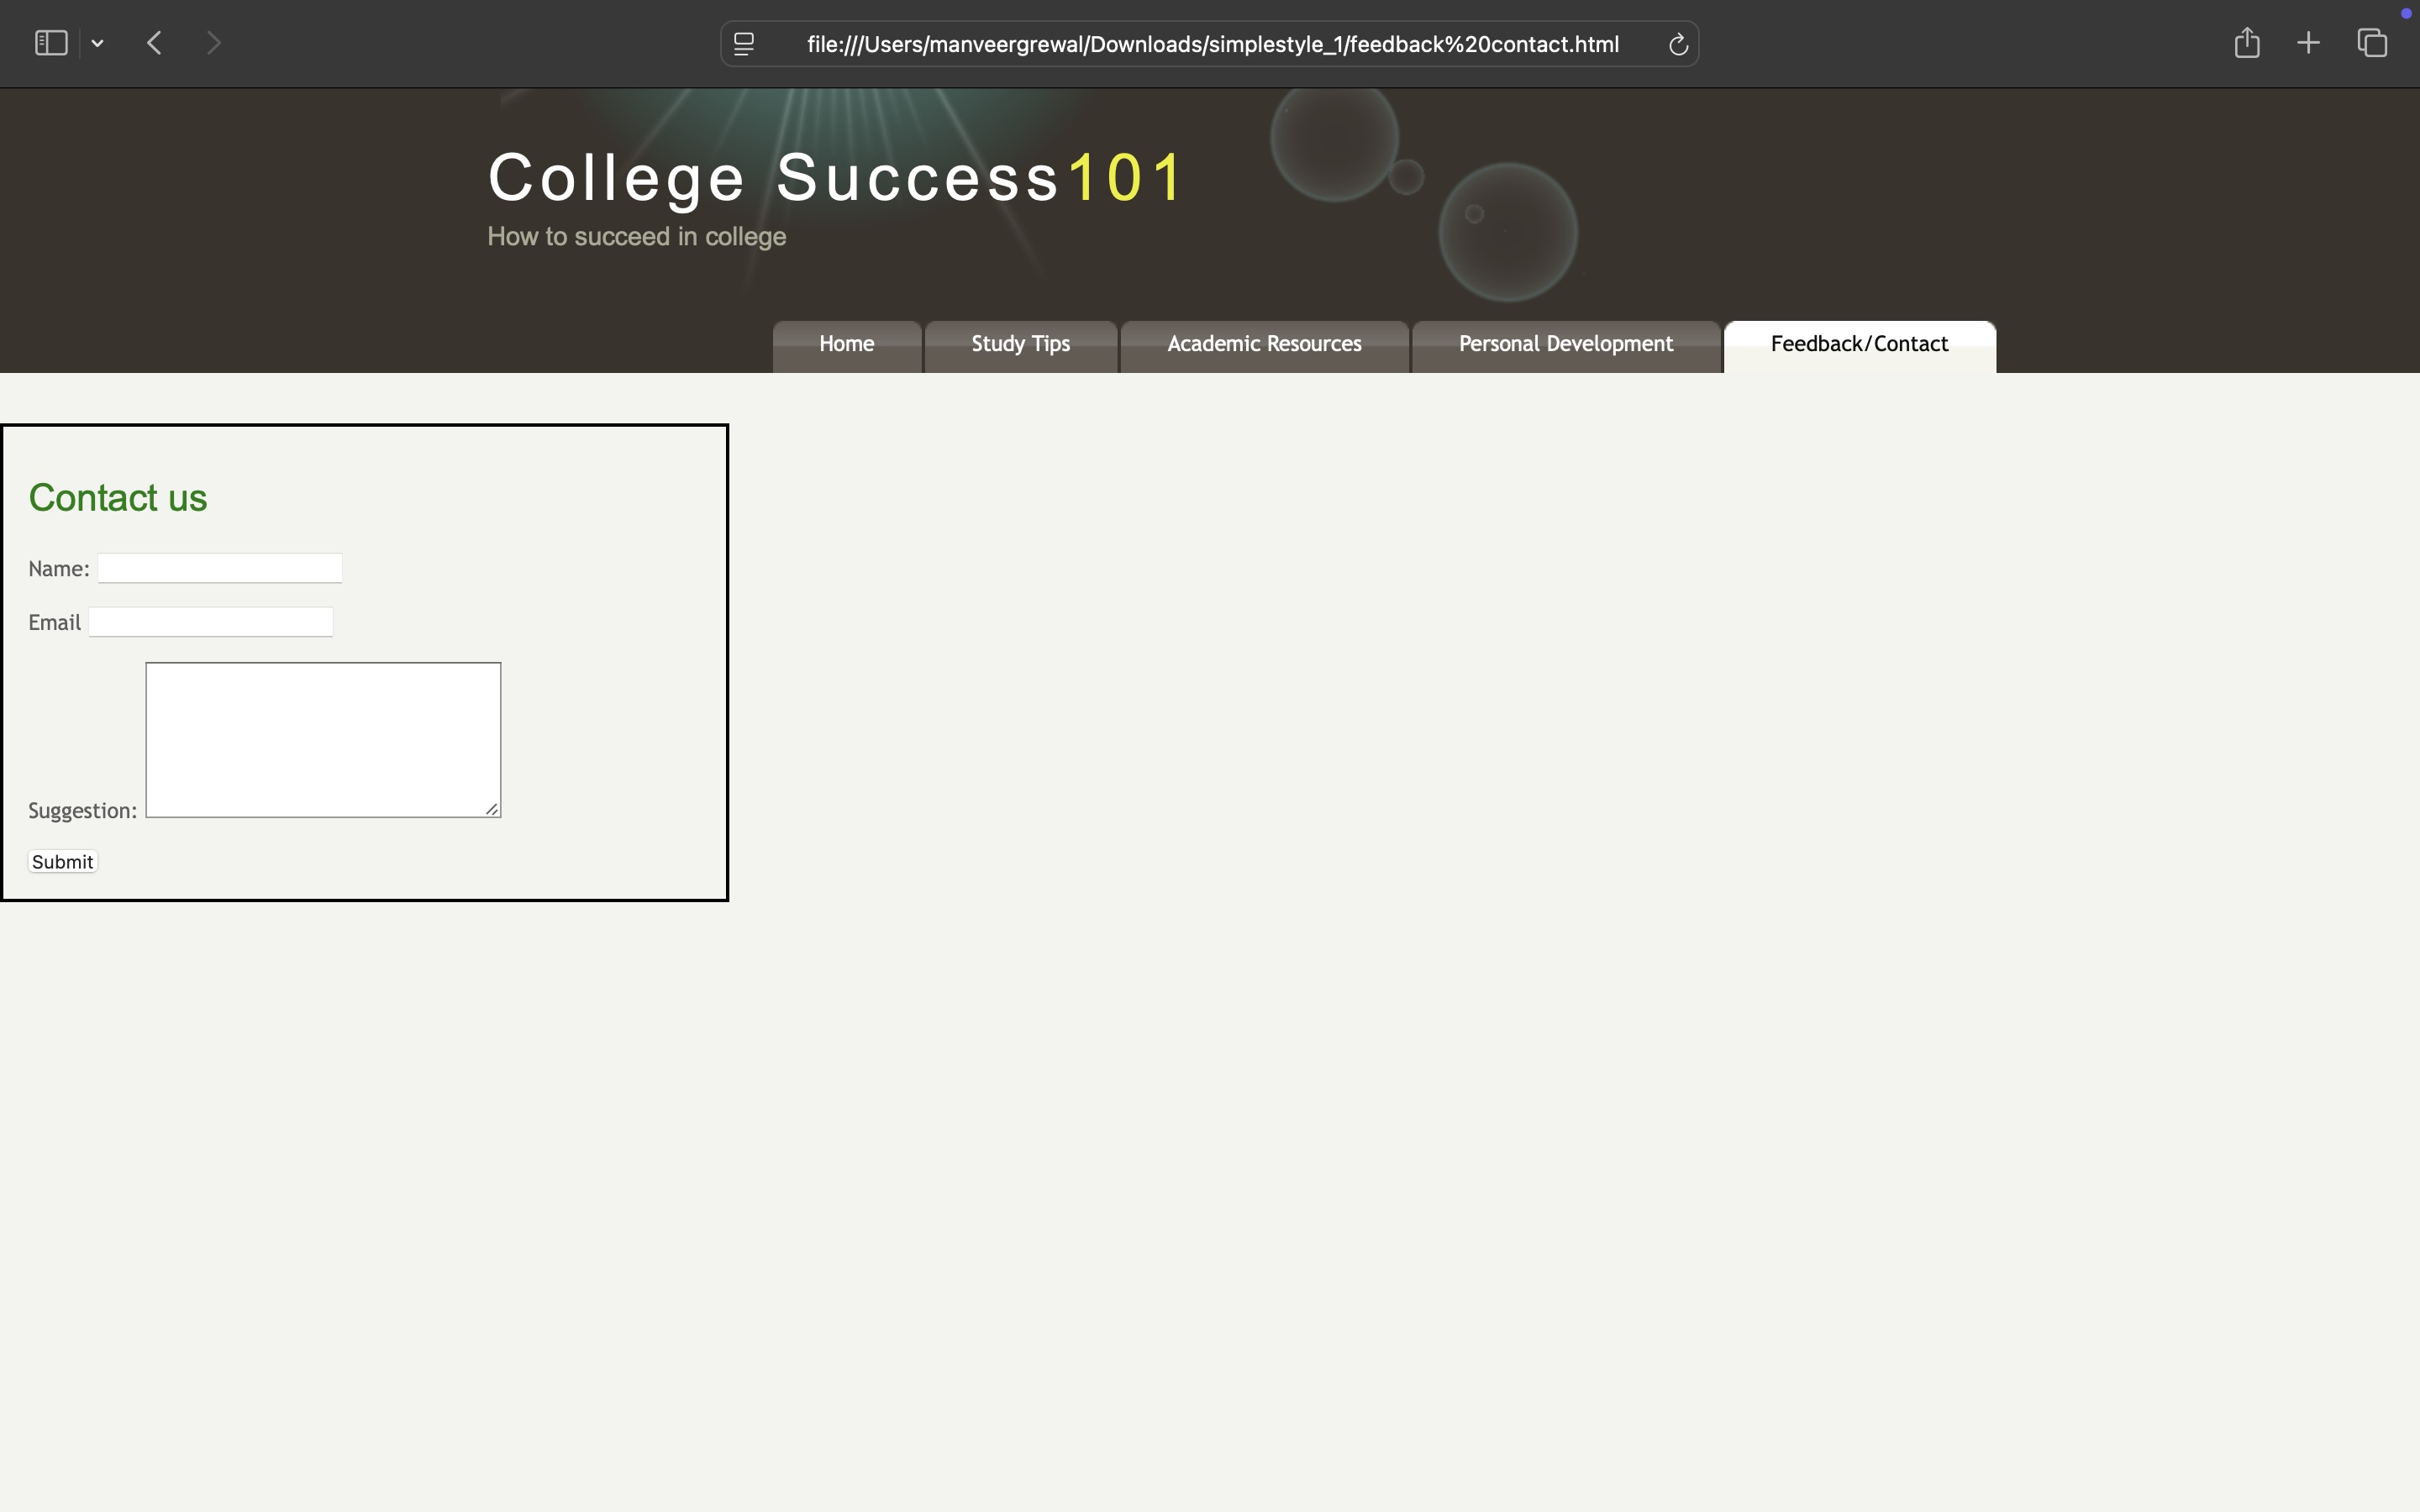 file:///Users/manveergrewal/Downloads/simplestyle_1/feedback%20contact.html
College Success101
How to succeed in college
Home Study Tips Academic Resources Personal Development Feedback/Contact
Contact us
Name:
Email
Suggestion:
Submit